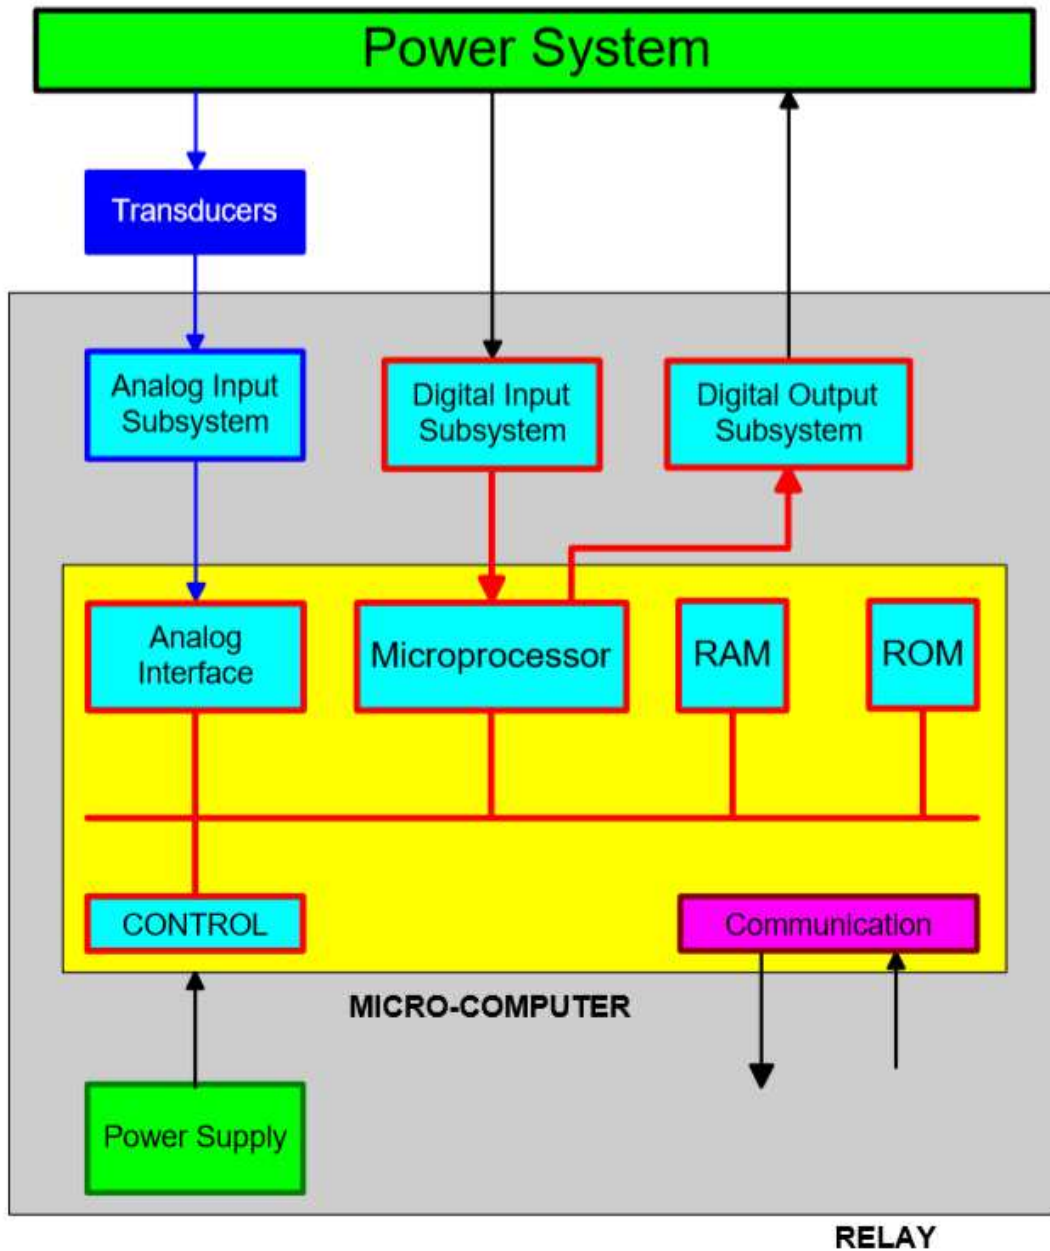 Power System
Transducers
Analog Input
Subsystem
Digital Input
Subsystem
Digital Output
Subsystem
Analog
Interface
Microprocessor
RAM
ROM
CONTROL
Communication
MICRO-COMPUTER
Power Supply
RELAY